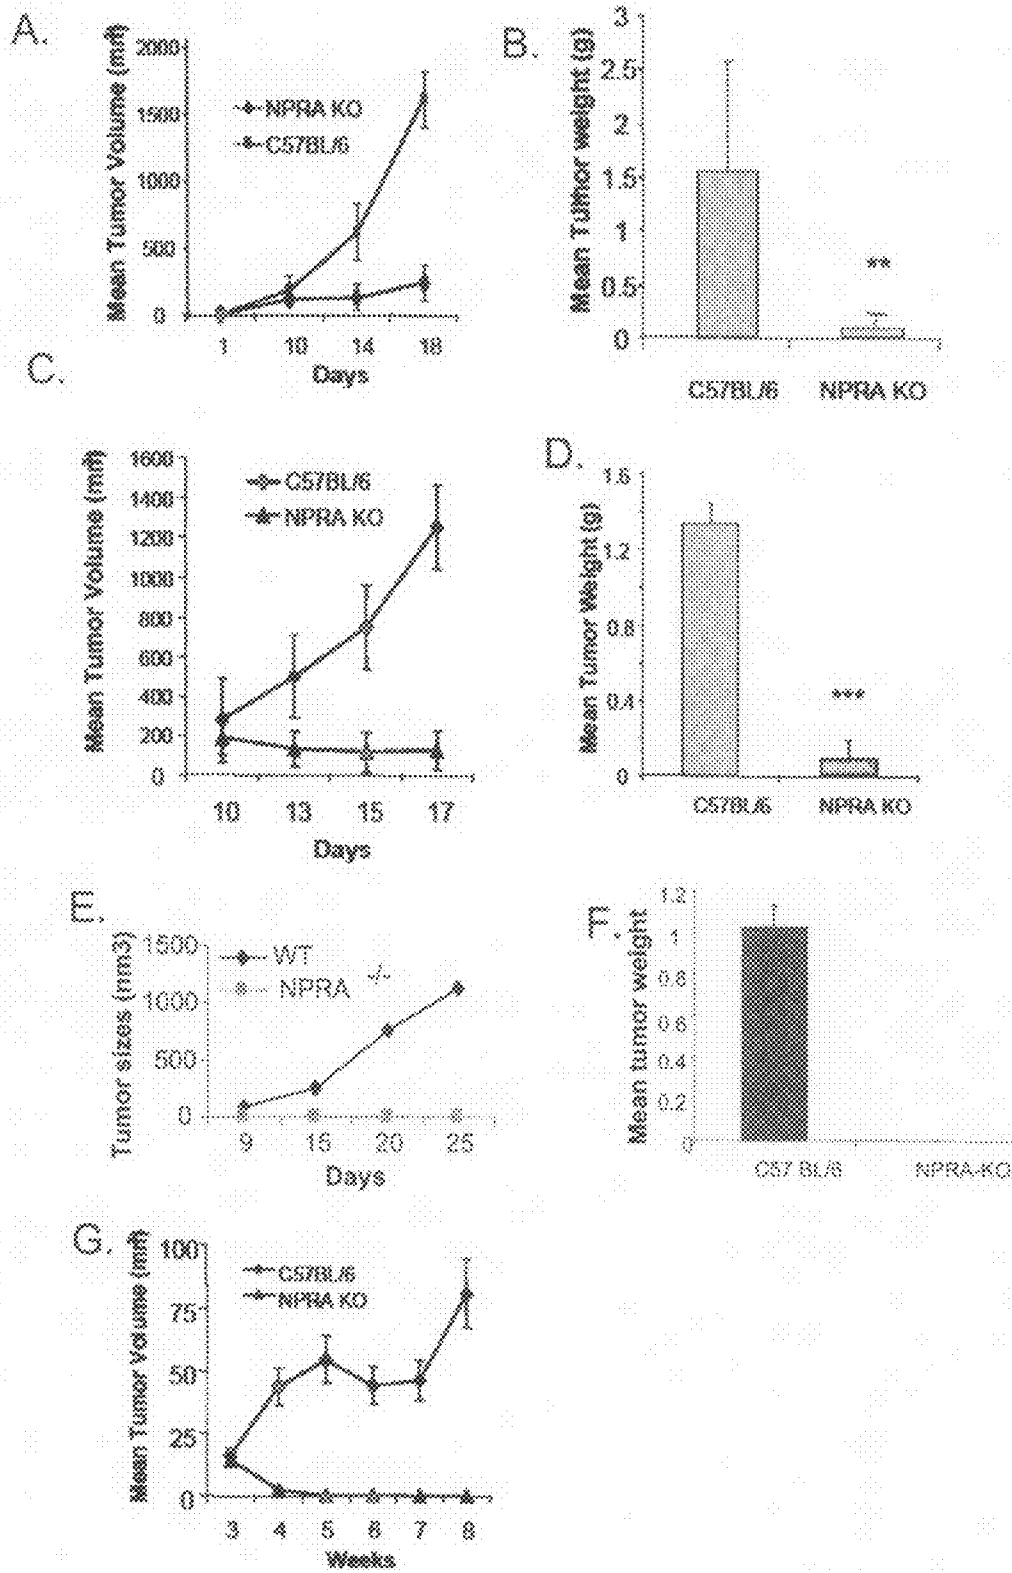 A.
Mean Tumor Volume (mm³)
2000
1500
1000
500
0
NPRA KO
C57BL/6
1 10 14 18
Days
B.
Mean Tumor weight (g)
3
2.5
2
1.5
1
0.5
0
**
C57BL/6 NPRA KO
C.
Mean Tumor Volume (mm³)
1600
1400
1200
1000
800
600
400
200
0
C57BL/6
NPRA KO
10 13 15 17
Days
D.
Mean Tumor Weight (g)
1.6
1.2
0.8
0.4
0
***
C57BL/6 NPRA KO
E.
Tumor sizes (nm3)
1500
1000
500
0
WT
NPRA -/-
9 15 20 25
Days
F.
Mean tumor weight
1.2
1
0.8
0.6
0.4
0.2
0
C57 BL/6 NPRA-KO
G.
Mean Tumor Volume (mm³)
100
75
50
25
0
C57BL/6
NPRA KO
3 4 5 6 7 8
Weeks